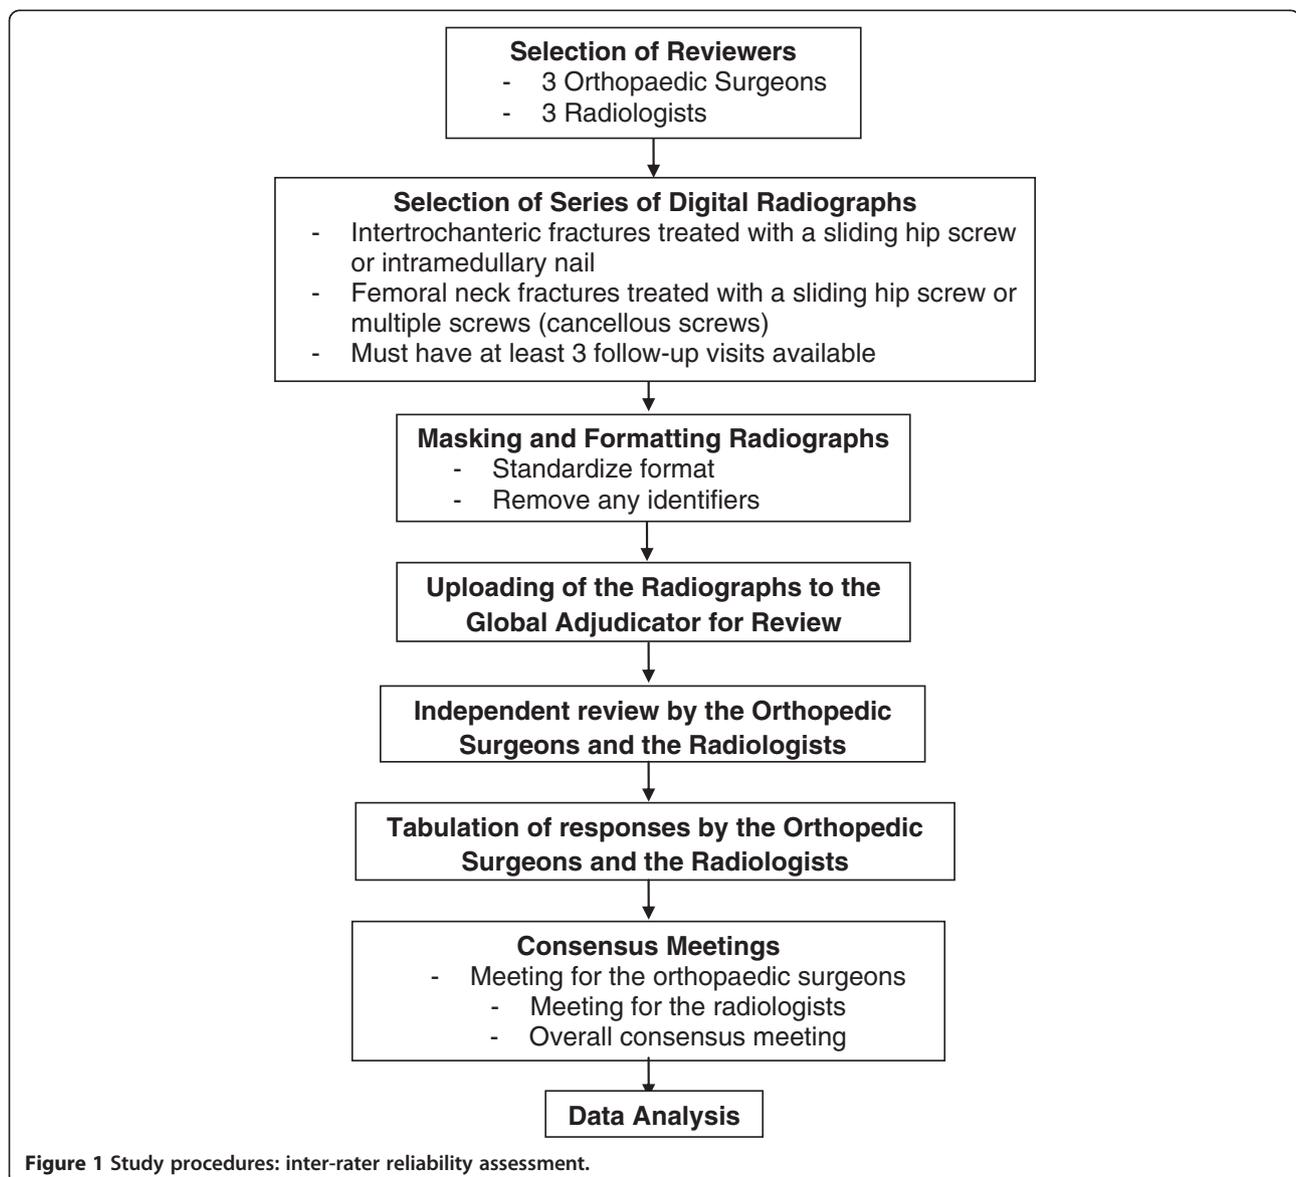 Selection of Reviewers
- 3 Orthopaedic Surgeons
- 3 Radiologists
Selection of Series of Digital Radiographs
- Intertrochanteric fractures treated with a sliding hip screw
or intramedullary nail
- Femoral neck fractures treated with a sliding hip screw or
multiple screws (cancellous screws)
- Must have at least 3 follow-up visits available
Masking and Formatting Radiographs
- Standardize format
- Remove any identifiers
Uploading of the Radiographs to the
Global Adjudicator for Review
Independent review by the Orthopedic
Surgeons and the Radiologists
Tabulation of responses by the Orthopedic
Surgeons and the Radiologists
Consensus Meetings
- Meeting for the orthopaedic surgeons
- Meeting for the radiologists
- Overall consensus meeting
Data Analysis
Figure 1 Study procedures: inter-rater reliability assessment.